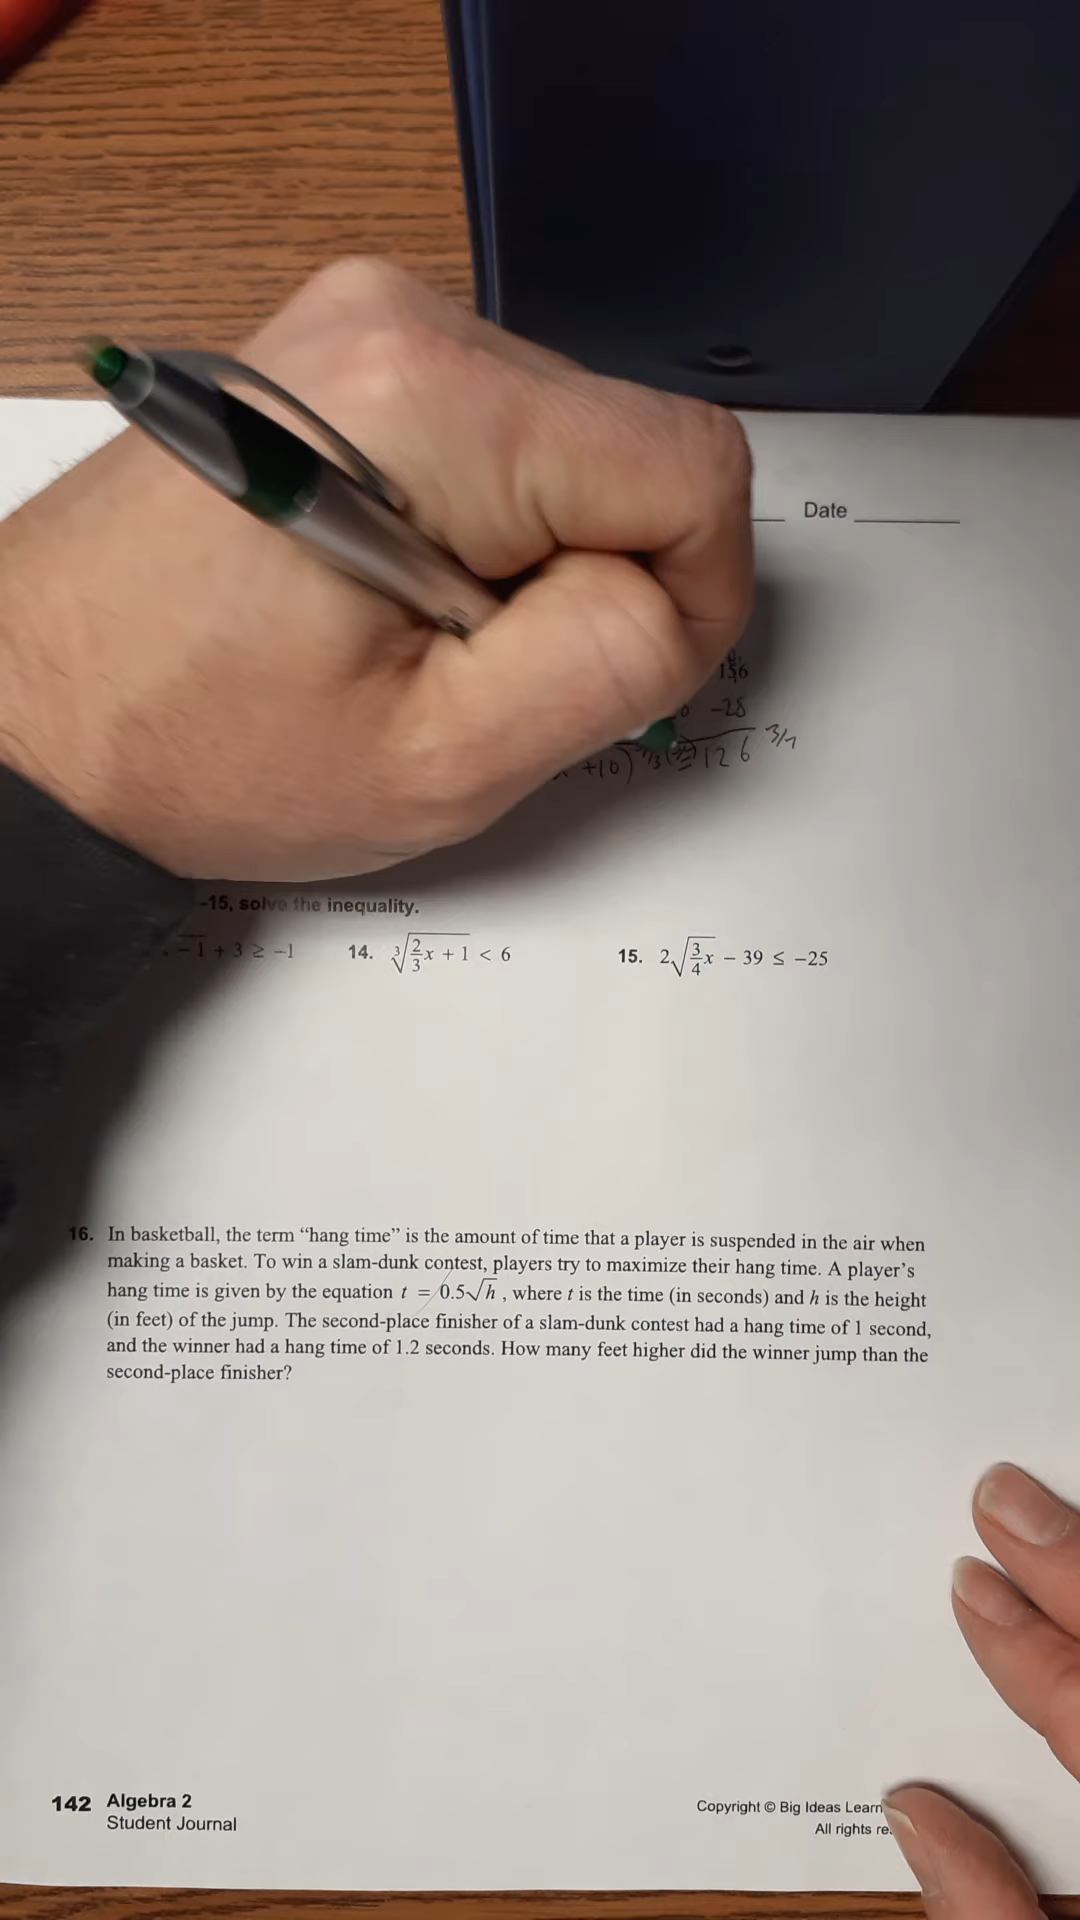 Date
156
-28
+10) 126 3/7
-15, solve the inequality.
-1 + 3 ≥ -1
14. ∛(2/3x + 1) < 6
15. 2√(3/4x) - 39 ≤ -25
16. In basketball, the term “hang time” is the amount of time that a player is suspended in the air when
making a basket. To win a slam-dunk contest, players try to maximize their hang time. A player’s
hang time is given by the equation t = 0.5√h, where t is the time (in seconds) and h is the height
(in feet) of the jump. The second-place finisher of a slam-dunk contest had a hang time of 1 second,
and the winner had a hang time of 1.2 seconds. How many feet higher did the winner jump than the
second-place finisher?
142 Algebra 2
Student Journal
Copyright © Big Ideas Learn
All rights re